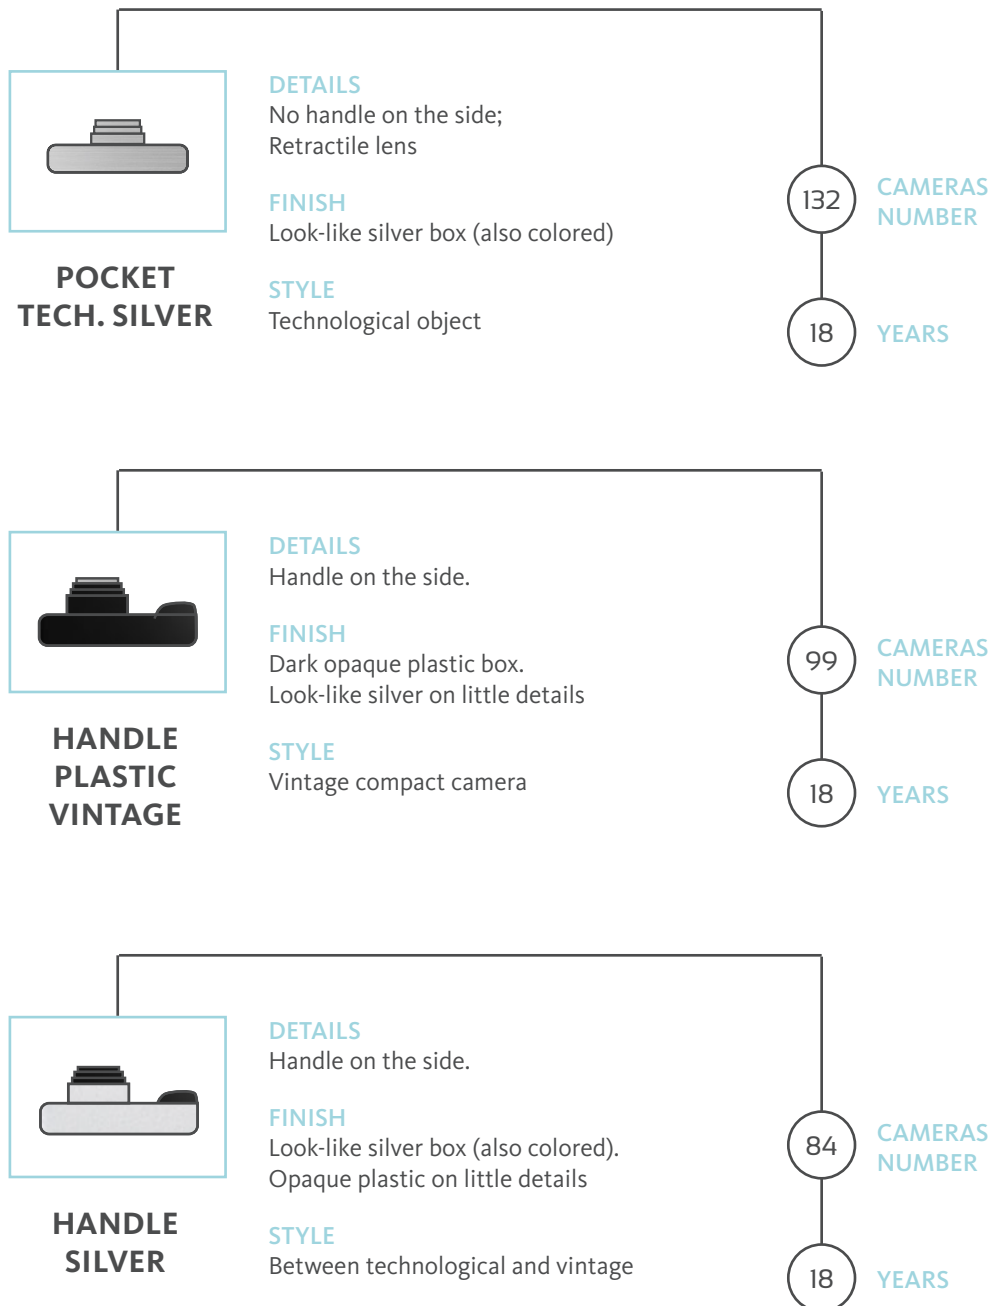 DETAILS
No handle on the side;
Retractile lens
FINISH
Look-like silver box (also colored)
STYLE
Technological object
POCKET
TECH. SILVER
132
CAMERAS
NUMBER
18
YEARS
DETAILS
Handle on the side.
FINISH
Dark opaque plastic box.
Look-like silver on little details
STYLE
Vintage compact camera
HANDLE
PLASTIC
VINTAGE
99
CAMERAS
NUMBER
18
YEARS
DETAILS
Handle on the side.
FINISH
Look-like silver box (also colored).
Opaque plastic on little details
STYLE
Between technological and vintage
HANDLE
SILVER
84
CAMERAS
NUMBER
18
YEARS